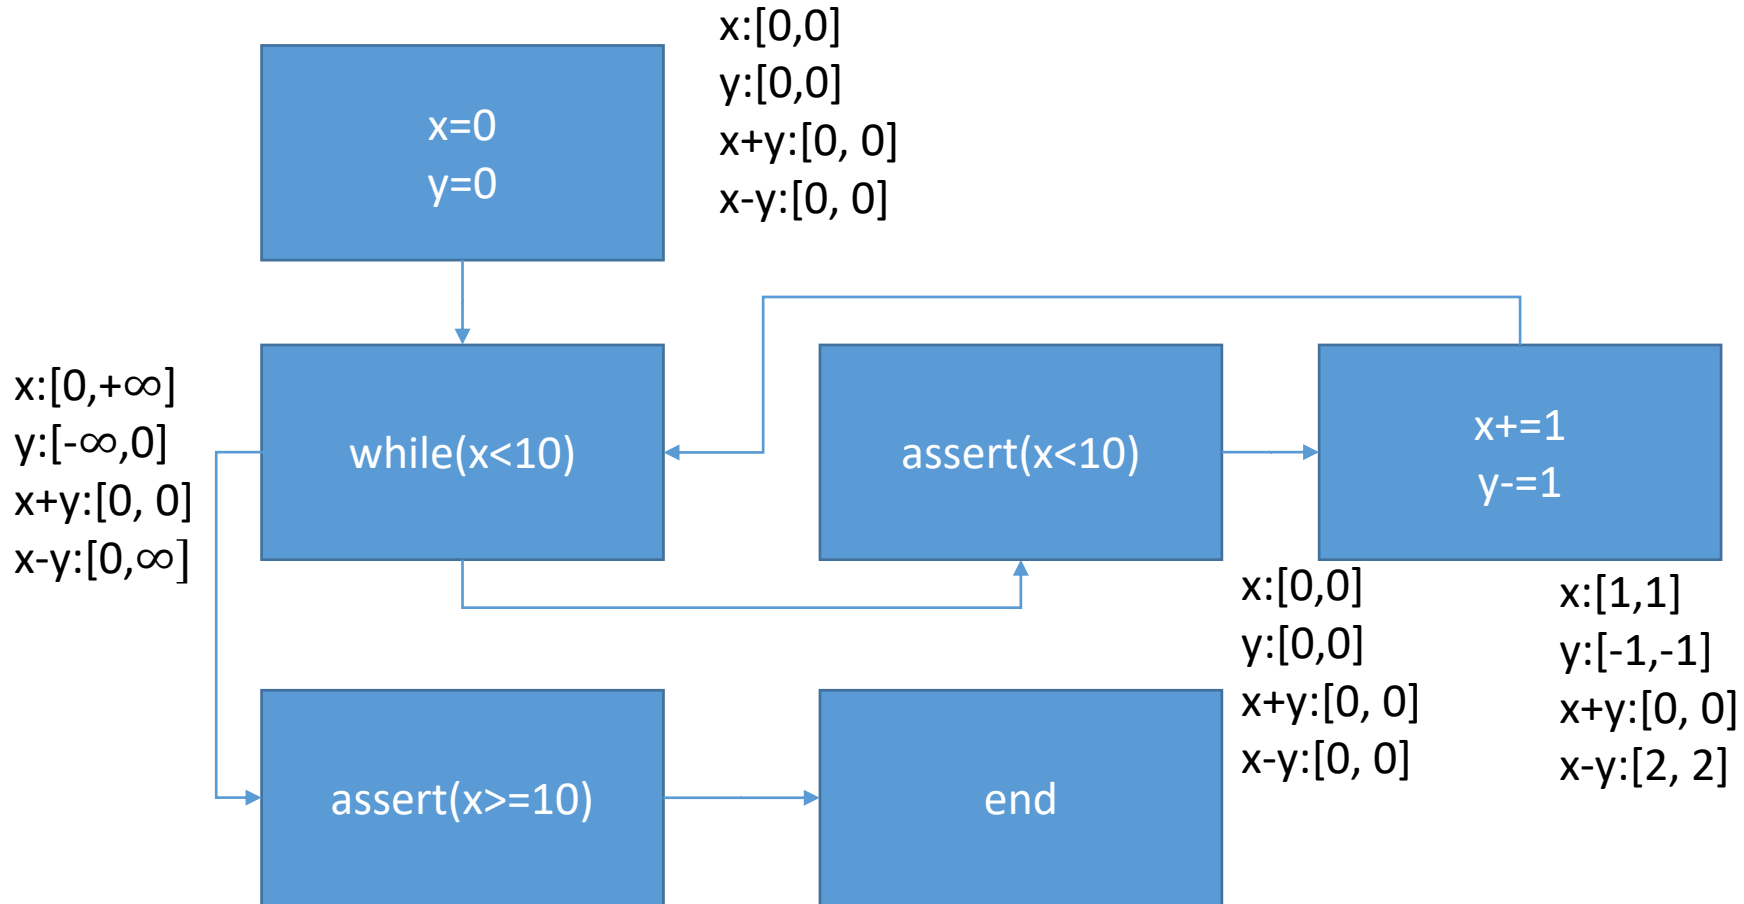 x:[0,0]
y:[0,0]
x+y:[0, 0]
x-y:[0, 0]
x=0
y=0
x:[0,+∞]
y:[-∞,0]
x+y:[0, 0]
x-y:[0,∞]
while(x<10)
assert(x<10)
x+=1
y-=1
x:[0,0]
y:[0,0]
x+y:[0, 0]
x-y:[0, 0]
x:[1,1]
y:[-1,-1]
x+y:[0, 0]
x-y:[2, 2]
assert(x>=10)
end